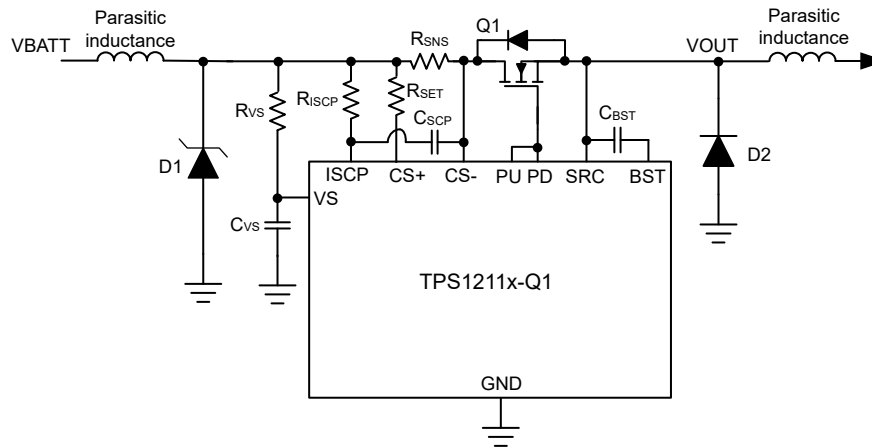 Parasitic
inductance
VBATT
RSNS
Q1
VOUT
Parasitic
inductance
RVS
RISCP
RSET
CSCP
CBST
D1
D2
ISCP
CS+
CS-
PU
PD
SRC
BST
VS
CVS
TPS1211x-Q1
GND